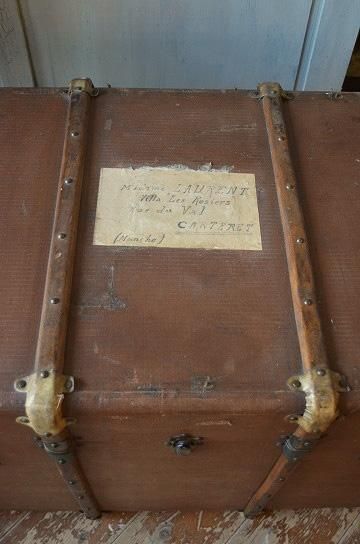 Madame LAURENT
Villa "Les Rosiers
Rue du Val
CARTERET
(Manche)